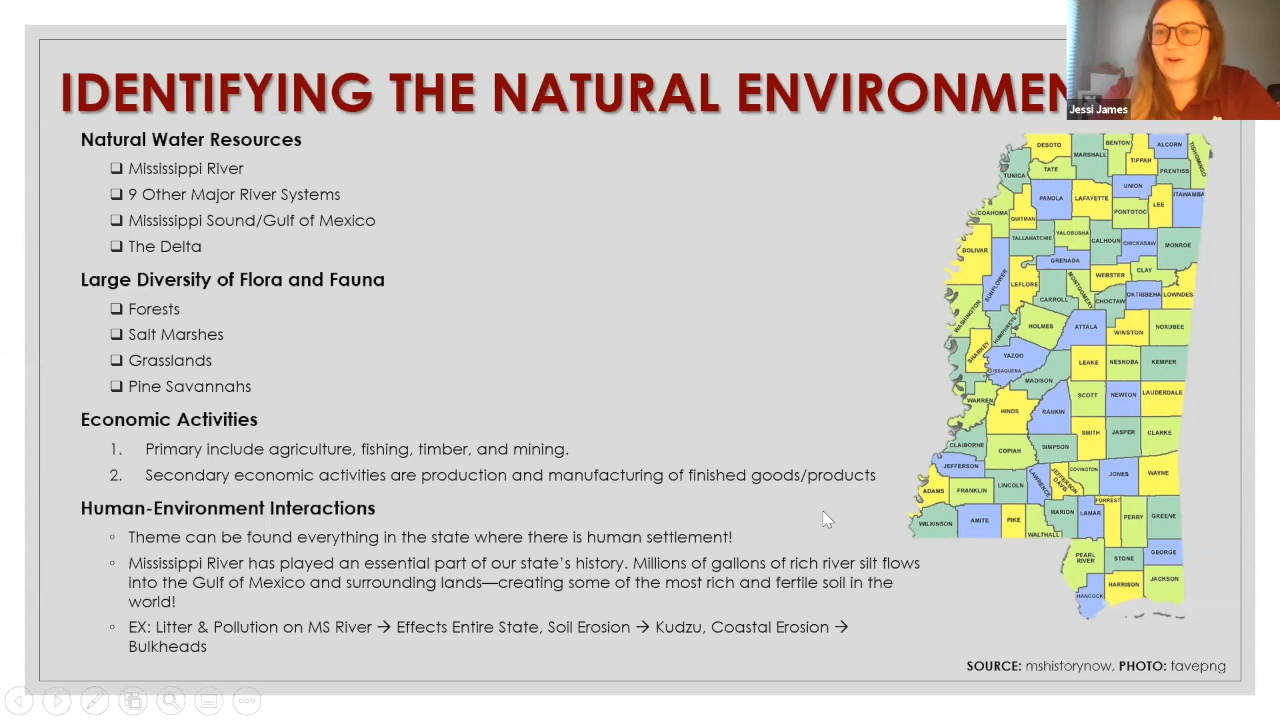 IDENTIFYING THE NATURAL ENVIRONMEN
Jessi James
Natural Water Resources
Mississippi River
9 Other Major River Systems
Mississippi Sound/Gulf of Mexico
The Delta
Large Diversity of Flora and Fauna
Forests
Salt Marshes
Grasslands
Pine Savannahs
Economic Activities
1. Primary include agriculture, fishing, timber, and mining.
2. Secondary economic activities are production and manufacturing of finished goods/products
Human-Environment Interactions
Theme can be found everything in the state where there is human settlement!
Mississippi River has played an essential part of our state's history. Millions of gallons of rich river silt flows
into the Gulf of Mexico and surrounding lands—creating some of the most rich and fertile soil in the
world!
EX: Litter & Pollution on MS River → Effects Entire State, Soil Erosion → Kudzu, Coastal Erosion →
Bulkheads
DESOTO
MARSHALL
BENTON
TIPPAH
ALCORN
TISHOMINGO
TUNICA
TATE
PRENTISS
PANOLA
LAFAYETTE
UNION
ITAWAMBA
COAHOMA
QUITMAN
PONTOTOC
LEE
BOLIVAR
TALLAHATCHIE
YALOBUSHA
CALHOUN
CHICKASAW
MONROE
SUNFLOWER
LEFLORE
GRENADA
WEBSTER
CLAY
WASHINGTON
CARROLL
MONTGOMERY
CHOCTAW
OKTIBBEHA
LOWNDES
HUMPHREYS
HOLMES
ATTALA
WINSTON
NOXUBEE
SHARKEY
YAZOO
ISSAQUENA
MADISON
LEAKE
NESHOBA
KEMPER
WARREN
HINDS
RANKIN
SCOTT
NEWTON
LAUDERDALE
CLAIBORNE
COPIAH
SIMPSON
SMITH
JASPER
CLARKE
JEFFERSON
ADAMS
FRANKLIN
LINCOLN
LAWRENCE
JEFFERSON
DAVIS
COVINGTON
JONES
WAYNE
WILKINSON
AMITE
PIKE
WALTHALL
MARION
LAMAR
FORREST
PERRY
GREENE
PEARL
RIVER
STONE
GEORGE
HANCOCK
HARRISON
JACKSON
SOURCE: mshistorynow, PHOTO: favepng